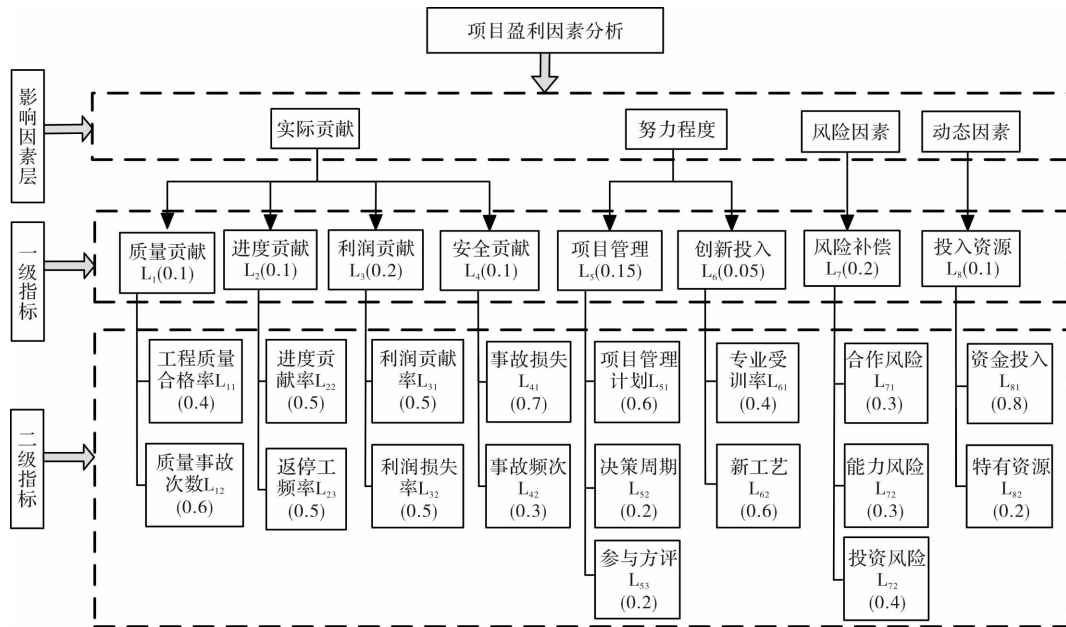 项目盈利因素分析
影响因素层
实际贡献
努力程度
风险因素
动态因素
一级指标
质量贡献
L₁(0.1)
进度贡献
L₂(0.1)
利润贡献
L₃(0.2)
安全贡献
L₄(0.1)
项目管理
L₅(0.15)
创新投入
L₆(0.05)
风险补偿
L₇(0.2)
投入资源
L₈(0.1)
二级指标
工程质量
合格率L₁₁
(0.4)
进度贡
献率L₂₂
(0.5)
利润贡献
率L₃₁
(0.5)
事故损失
L₄₁
(0.7)
项目管理
计划L₅₁
(0.6)
专业受
训率L₆₁
(0.4)
合作风险
L₇₁
(0.3)
资金投入
L₈₁
(0.8)
质量事故
次数L₁₂
(0.6)
返停工
频率L₂₃
(0.5)
利润损失
率L₃₂
(0.5)
事故频次
L₄₂
(0.3)
决策周期
L₅₂
(0.2)
新工艺
L₆₂
(0.6)
能力风险
L₇₂
(0.3)
特有资源
L₈₂
(0.2)
参与方评
L₅₃
(0.2)
投资风险
L₇₂
(0.4)